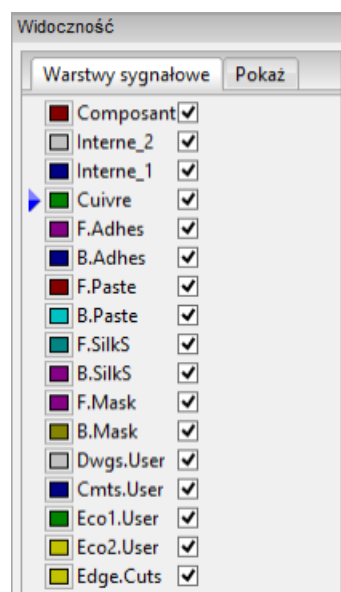 Widoczność
Warstwy sygnałowe Pokaż
Composant
Interne_2
Interne_1
Cuivre
F.Adhes
B.Adhes
F.Paste
B.Paste
F.SilkS
B.SilkS
F.Mask
B.Mask
Dwgs.User
Cmts.User
Eco1.User
Eco2.User
Edge.Cuts